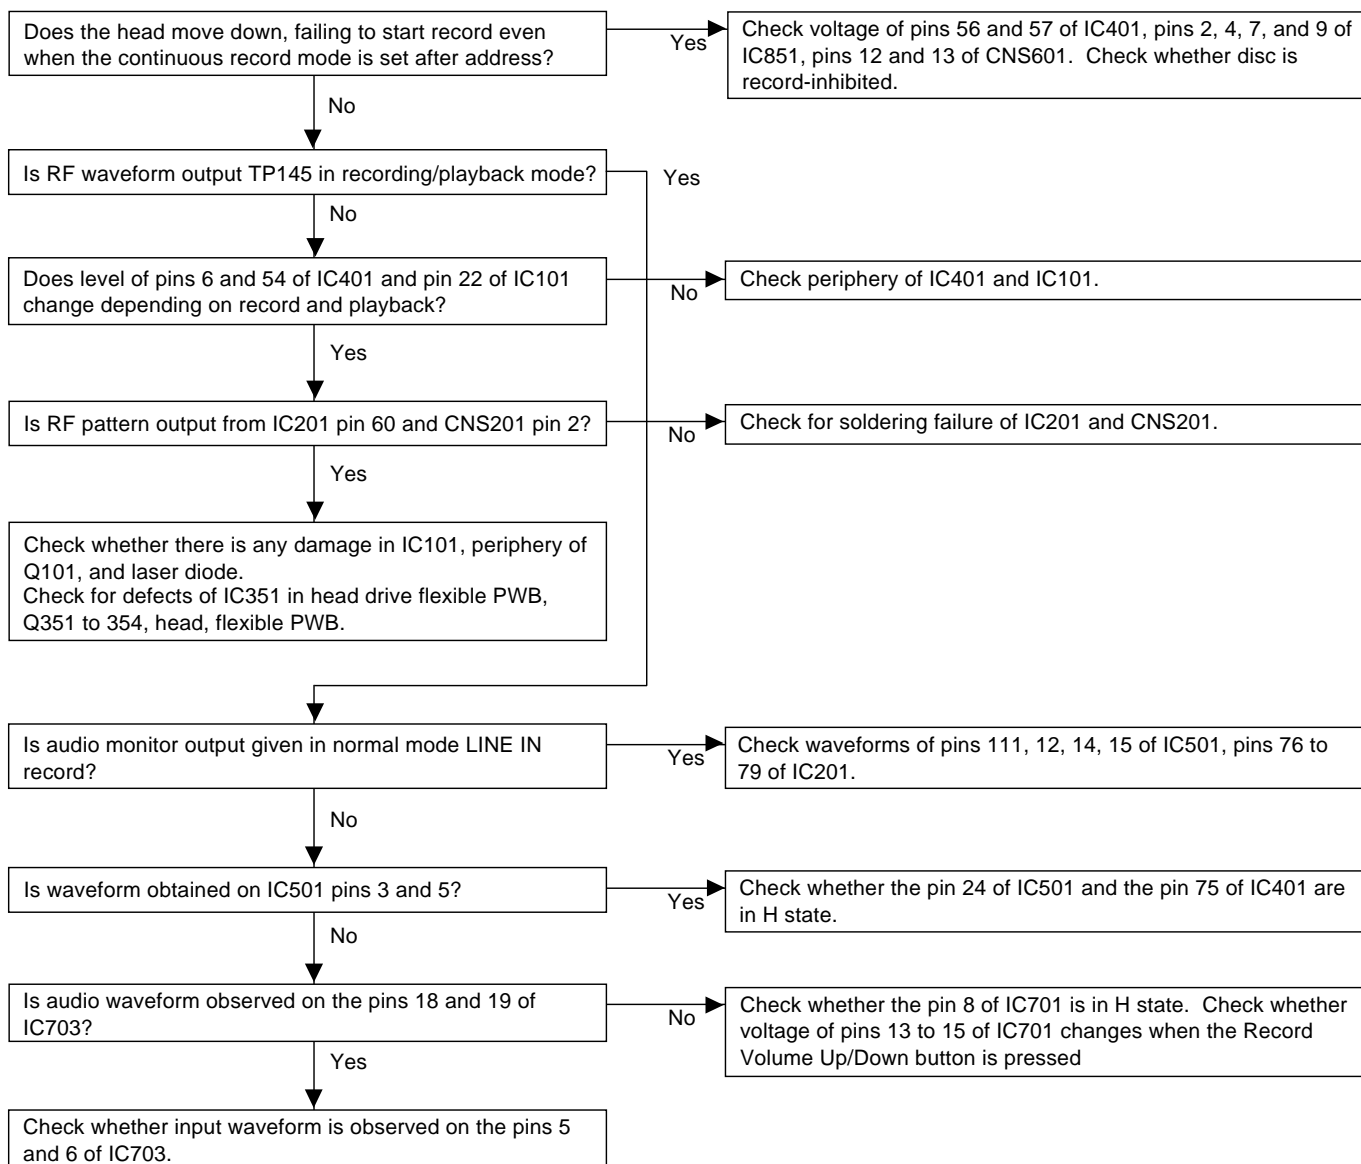 Does the head move down, failing to start record even
when the continuous record mode is set after address?
Yes
Check voltage of pins 56 and 57 of IC401, pins 2, 4, 7, and 9 of
IC851, pins 12 and 13 of CNS601.  Check whether disc is
record-inhibited.
No
Is RF waveform output TP145 in recording/playback mode?
Yes
No
Does level of pins 6 and 54 of IC401 and pin 22 of IC101
change depending on record and playback?
No
Check periphery of IC401 and IC101.
Yes
Is RF pattern output from IC201 pin 60 and CNS201 pin 2?
No
Check for soldering failure of IC201 and CNS201.
Yes
Check whether there is any damage in IC101, periphery of
Q101, and laser diode.
Check for defects of IC351 in head drive flexible PWB,
Q351 to 354, head, flexible PWB.
Is audio monitor output given in normal mode LINE IN
record?
Yes
Check waveforms of pins 111, 12, 14, 15 of IC501, pins 76 to
79 of IC201.
No
Is waveform obtained on IC501 pins 3 and 5?
Yes
Check whether the pin 24 of IC501 and the pin 75 of IC401 are
in H state.
No
Is audio waveform observed on the pins 18 and 19 of
IC703?
No
Check whether the pin 8 of IC701 is in H state.  Check whether
voltage of pins 13 to 15 of IC701 changes when the Record
Volume Up/Down button is pressed
Yes
Check whether input waveform is observed on the pins 5
and 6 of IC703.